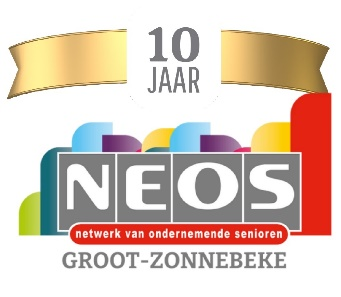 10
JAAR
NEOS
netwerk van ondernemende senioren
GROOT-ZONNEBEKE